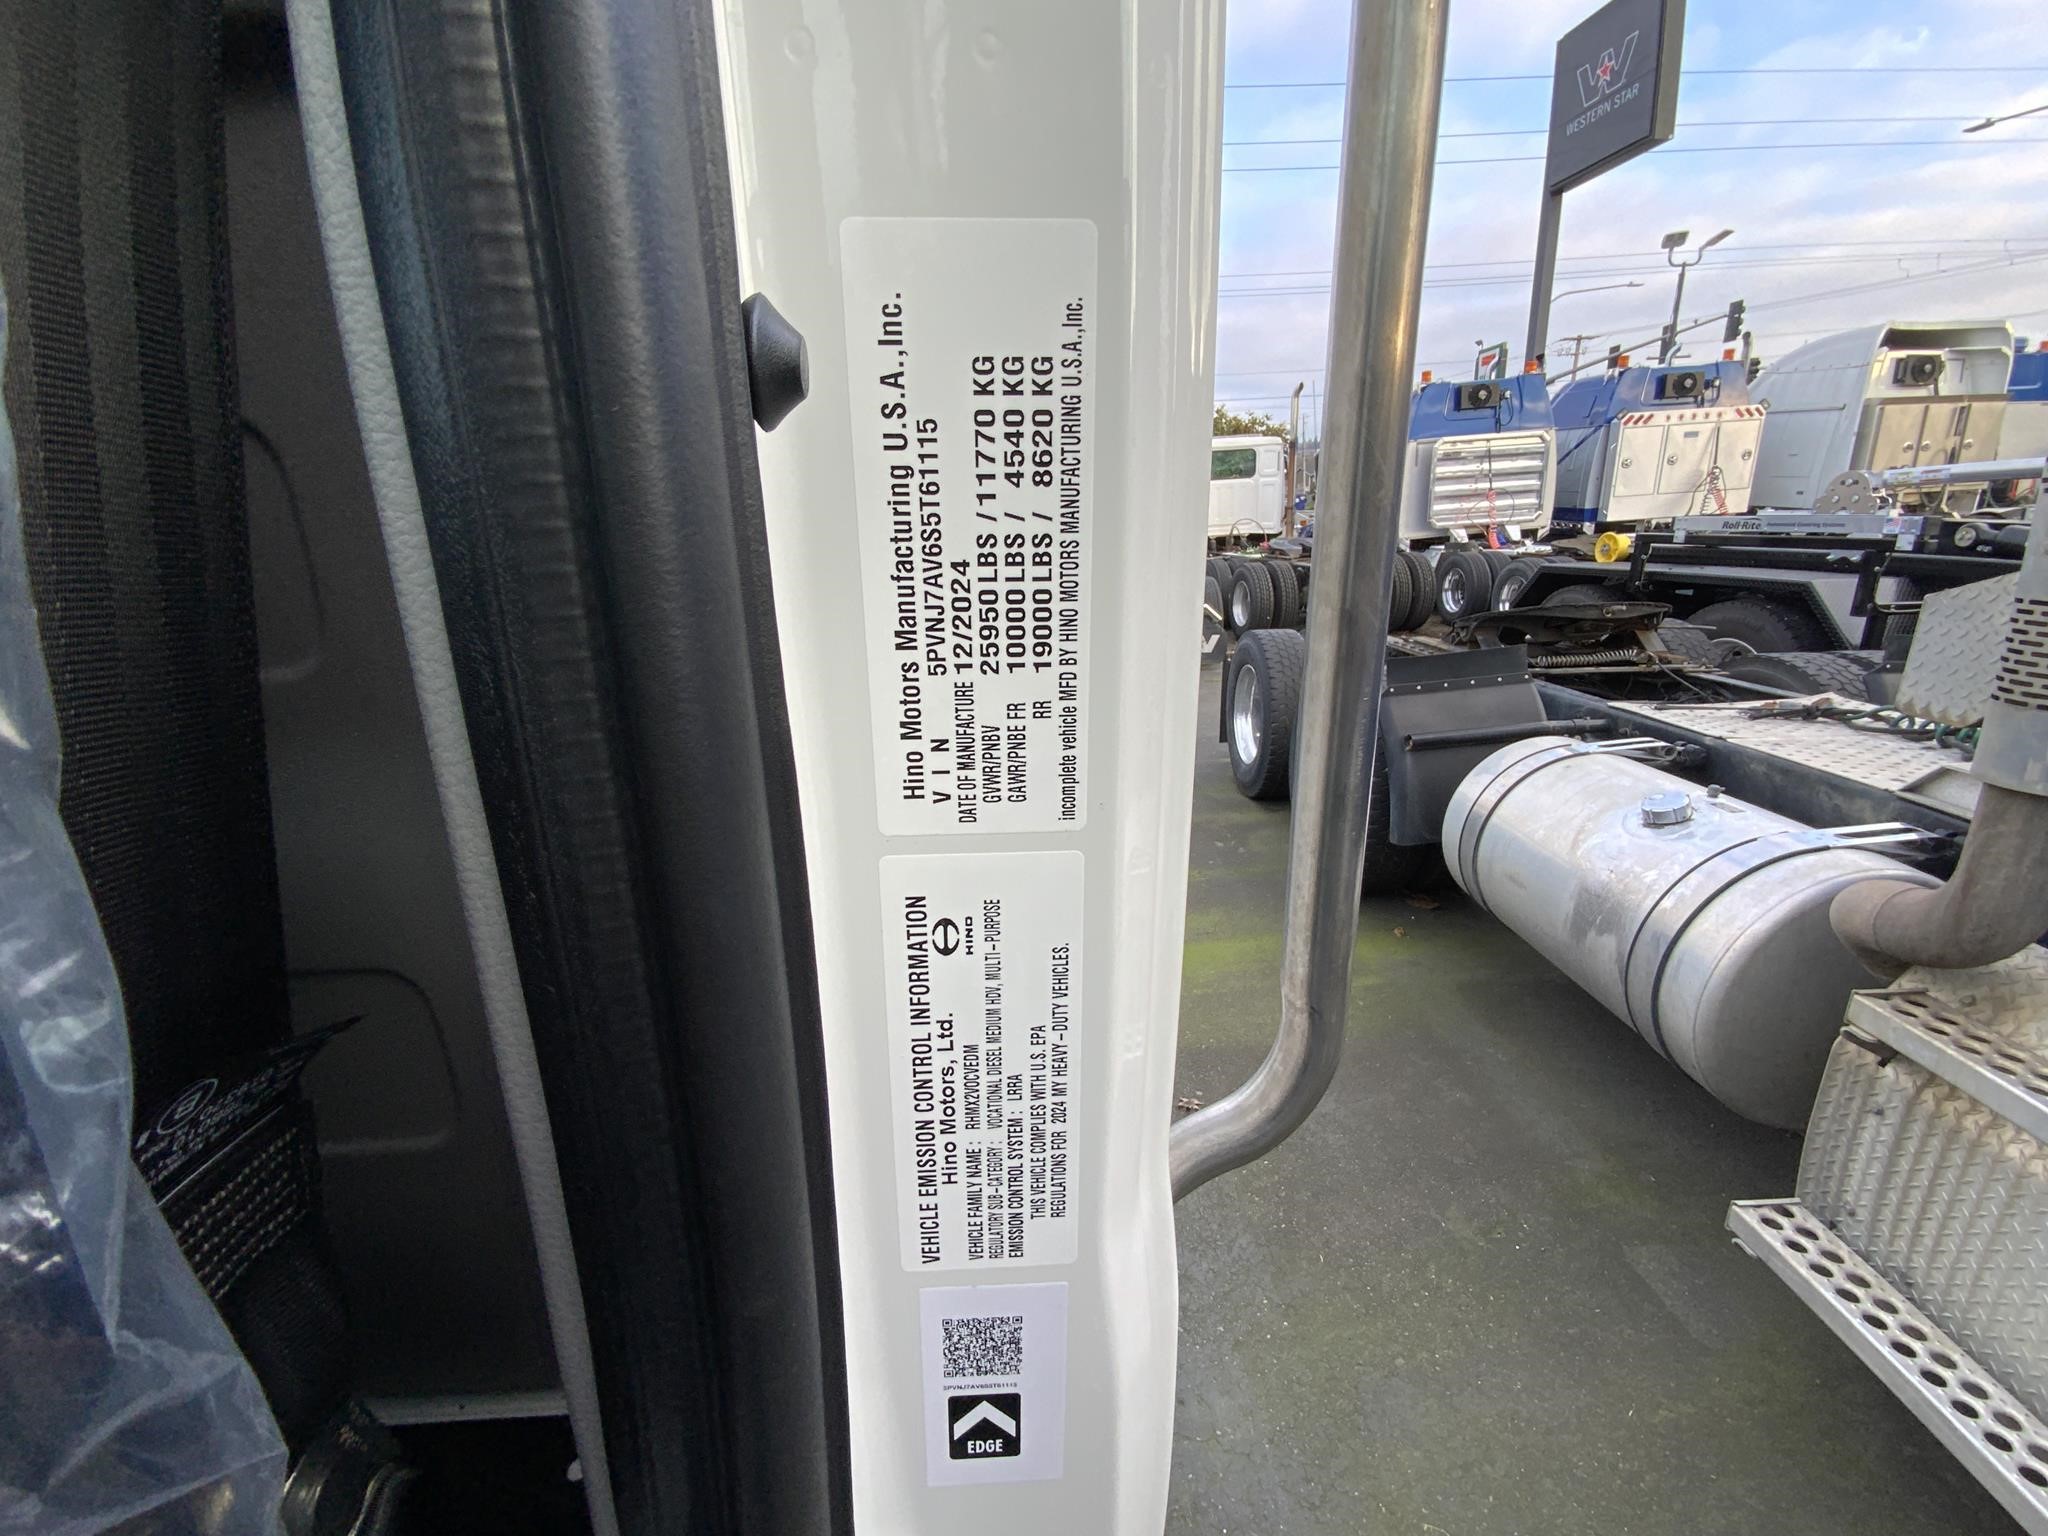 Hino Motors Manufacturing U.S.A.,Inc.
V I N 5PVNJ7AV6S5T61115
DATE OF MANUFACTURE 12/2024
GVWR/PNBV 25950 LBS / 11770 KG
GAWR/PNBE FR 10000 LBS / 4540 KG
RR 19000 LBS / 8620 KG
incomplete vehicle MFD BY HINO MOTORS MANUFACTURING U.S.A.,Inc.
VEHICLE EMISSION CONTROL INFORMATION
Hino Motors, Ltd.
HINO
VEHICLE FAMILY NAME : RHMX2VOCVEDM
REGULATORY SUB-CATEGORY : VOCATIONAL DIESEL MEDIUM HDV, MULTI-PURPOSE
EMISSION CONTROL SYSTEM : LRRA
THIS VEHICLE COMPLIES WITH U.S. EPA
REGULATIONS FOR 2024 MY HEAVY-DUTY VEHICLES.
5PVNJ7AV6S5T61115
EDGE
WESTERN STAR
Roll-Rite